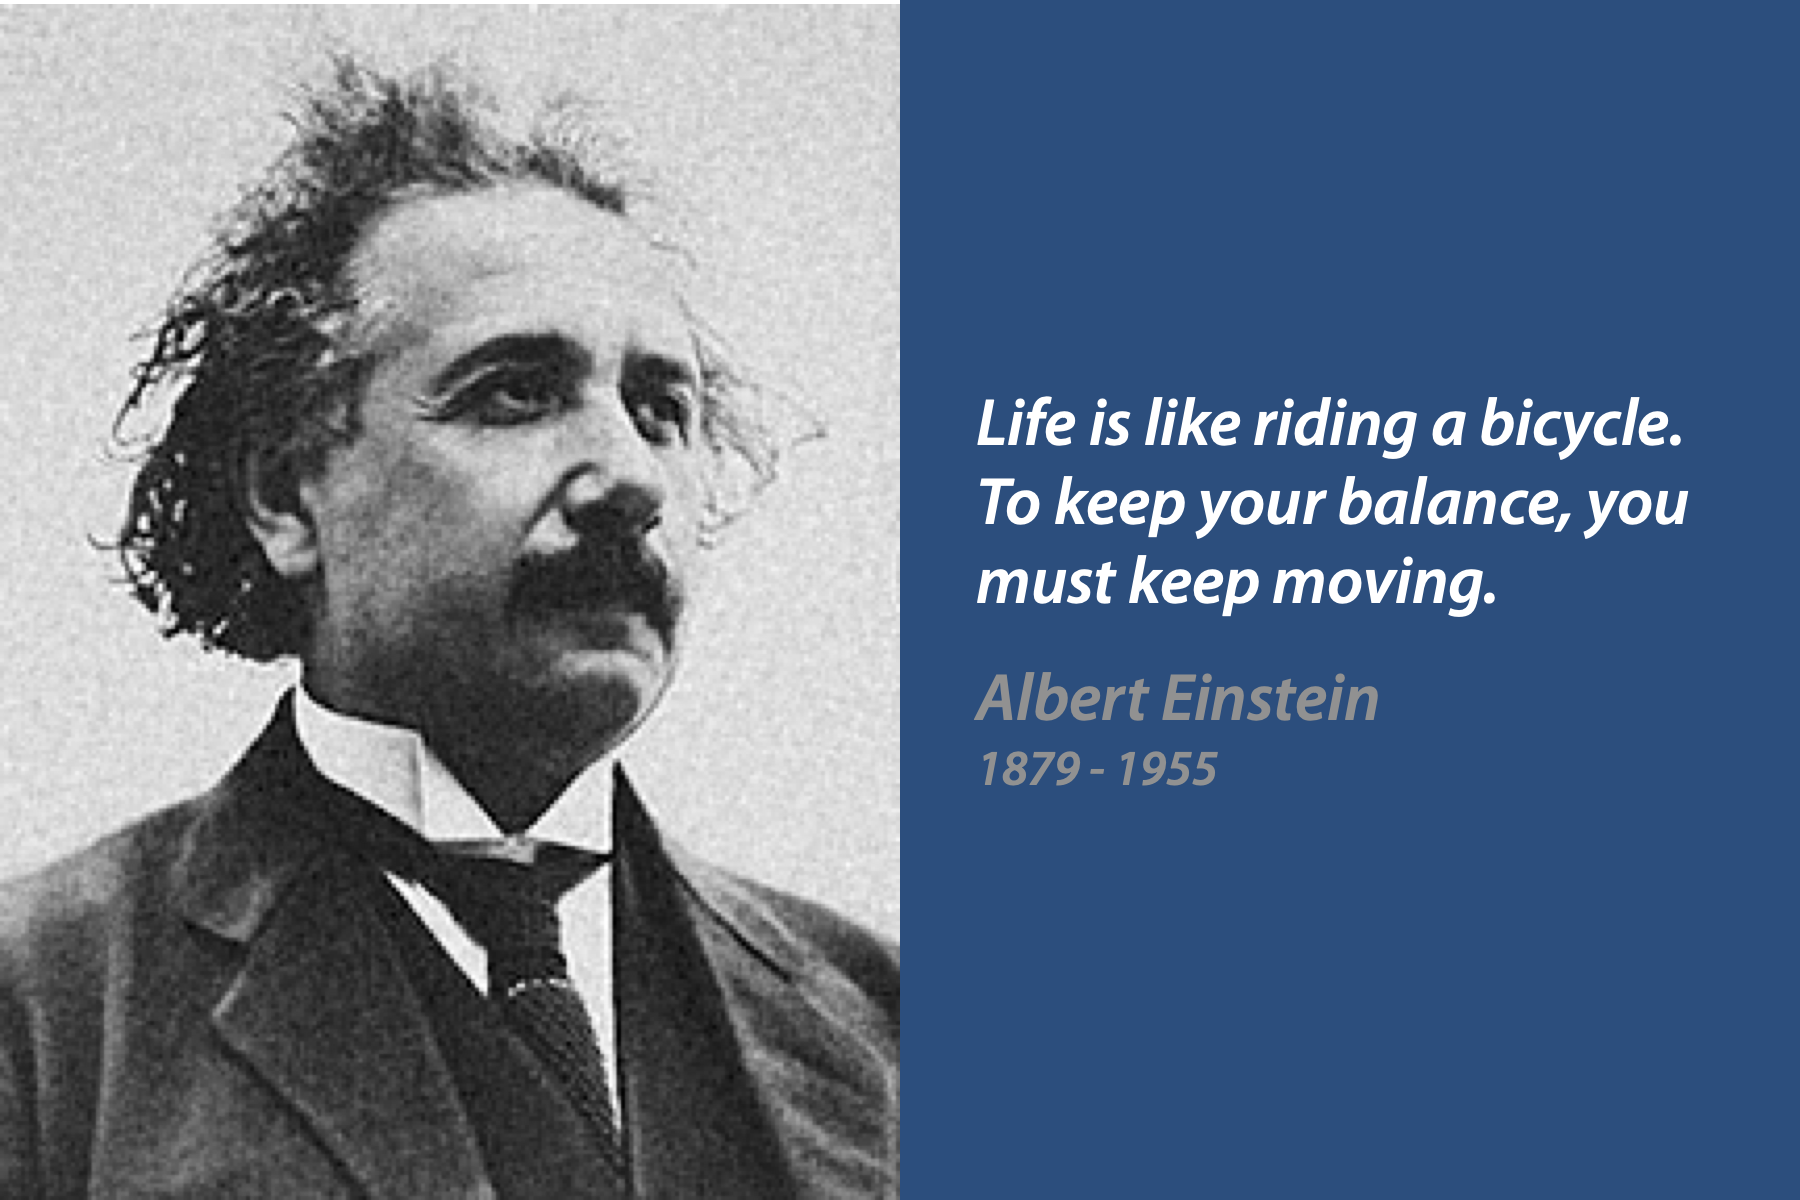 Life is like riding a bicycle.
To keep your balance, you
must keep moving.
Albert Einstein
1879 - 1955